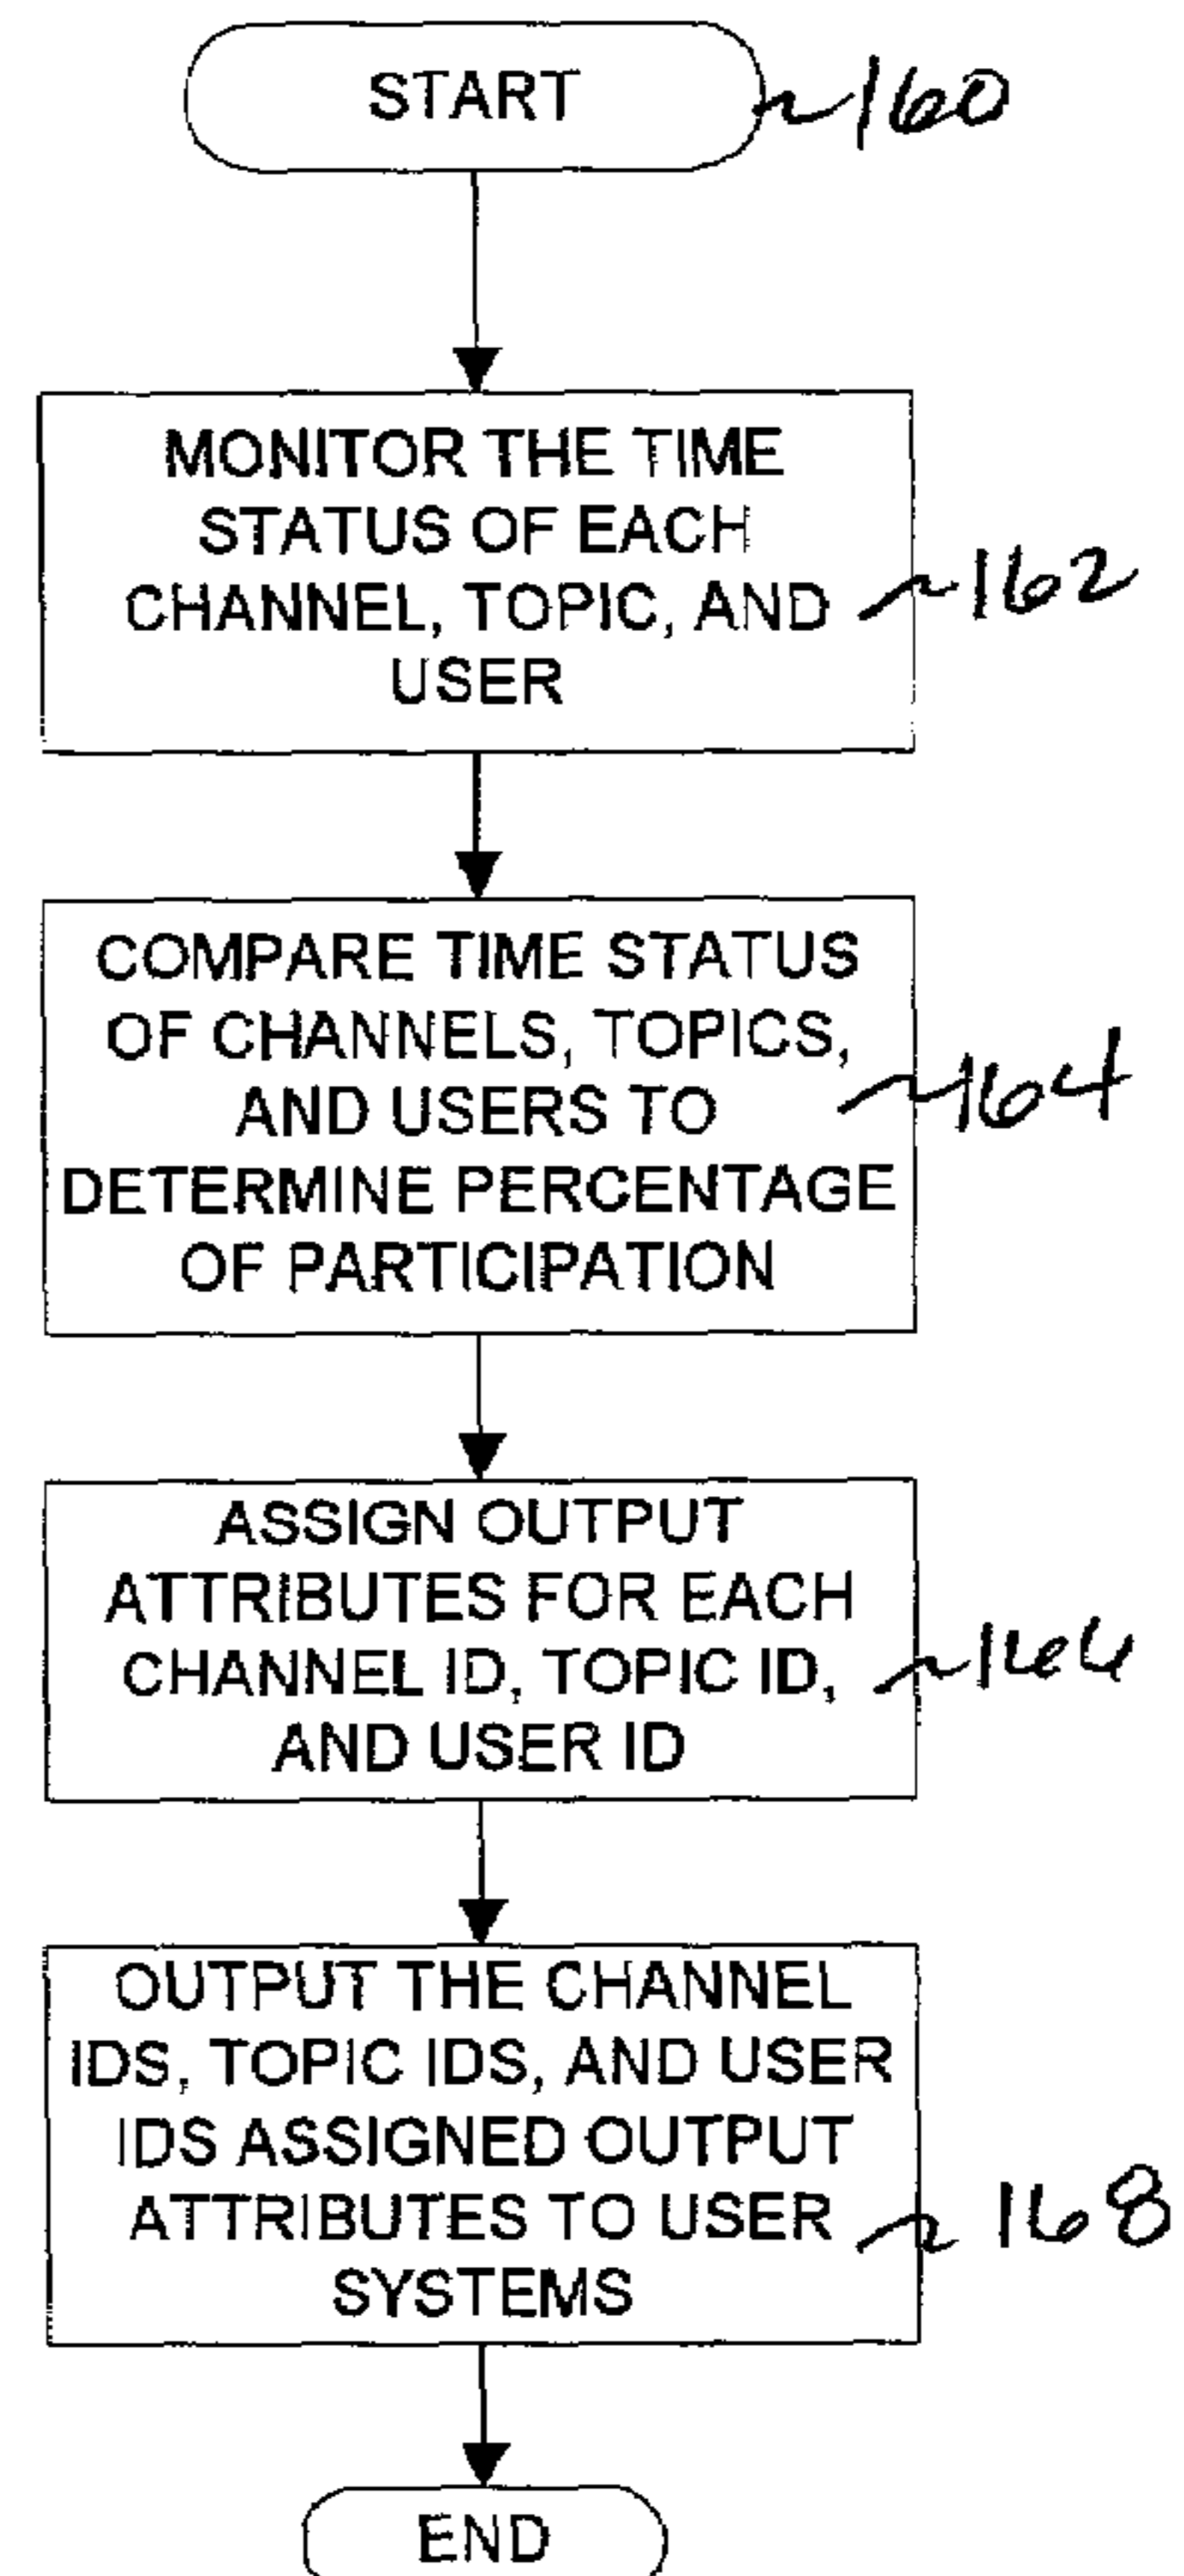 START
160
MONITOR THE TIME
STATUS OF EACH
CHANNEL, TOPIC, AND
USER
162
COMPARE TIME STATUS
OF CHANNELS, TOPICS,
AND USERS TO
DETERMINE PERCENTAGE
OF PARTICIPATION
164
ASSIGN OUTPUT
ATTRIBUTES FOR EACH
CHANNEL ID, TOPIC ID,
AND USER ID
166
OUTPUT THE CHANNEL
IDS, TOPIC IDS, AND USER
IDS ASSIGNED OUTPUT
ATTRIBUTES TO USER
SYSTEMS
168
END